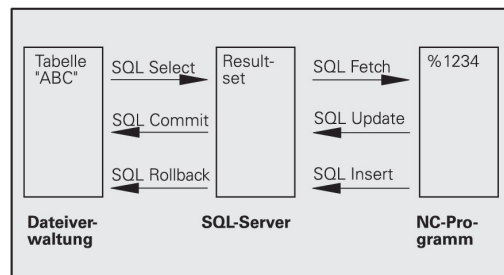 Tabelle
"ABC"
SQL Select
Result-
set
SQL Fetch
%1234
SQL Commit
SQL Update
SQL Rollback
SQL Insert
Dateiver-
waltung
SQL-Server
NC-Pro-
gramm